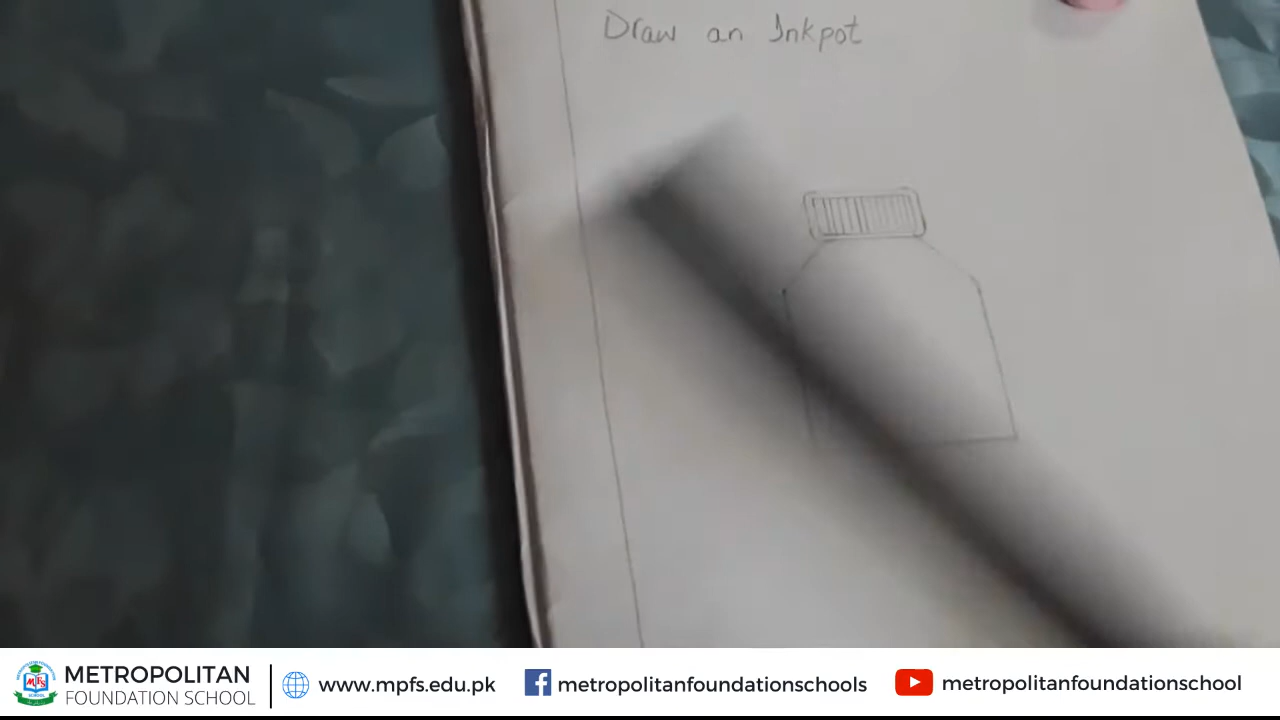 Draw an Inkpot
METROPOLITAN
FOUNDATION SCHOOL
www.mpfs.edu.pk
metropolitanfoundationschools
metropolitanfoundationschool